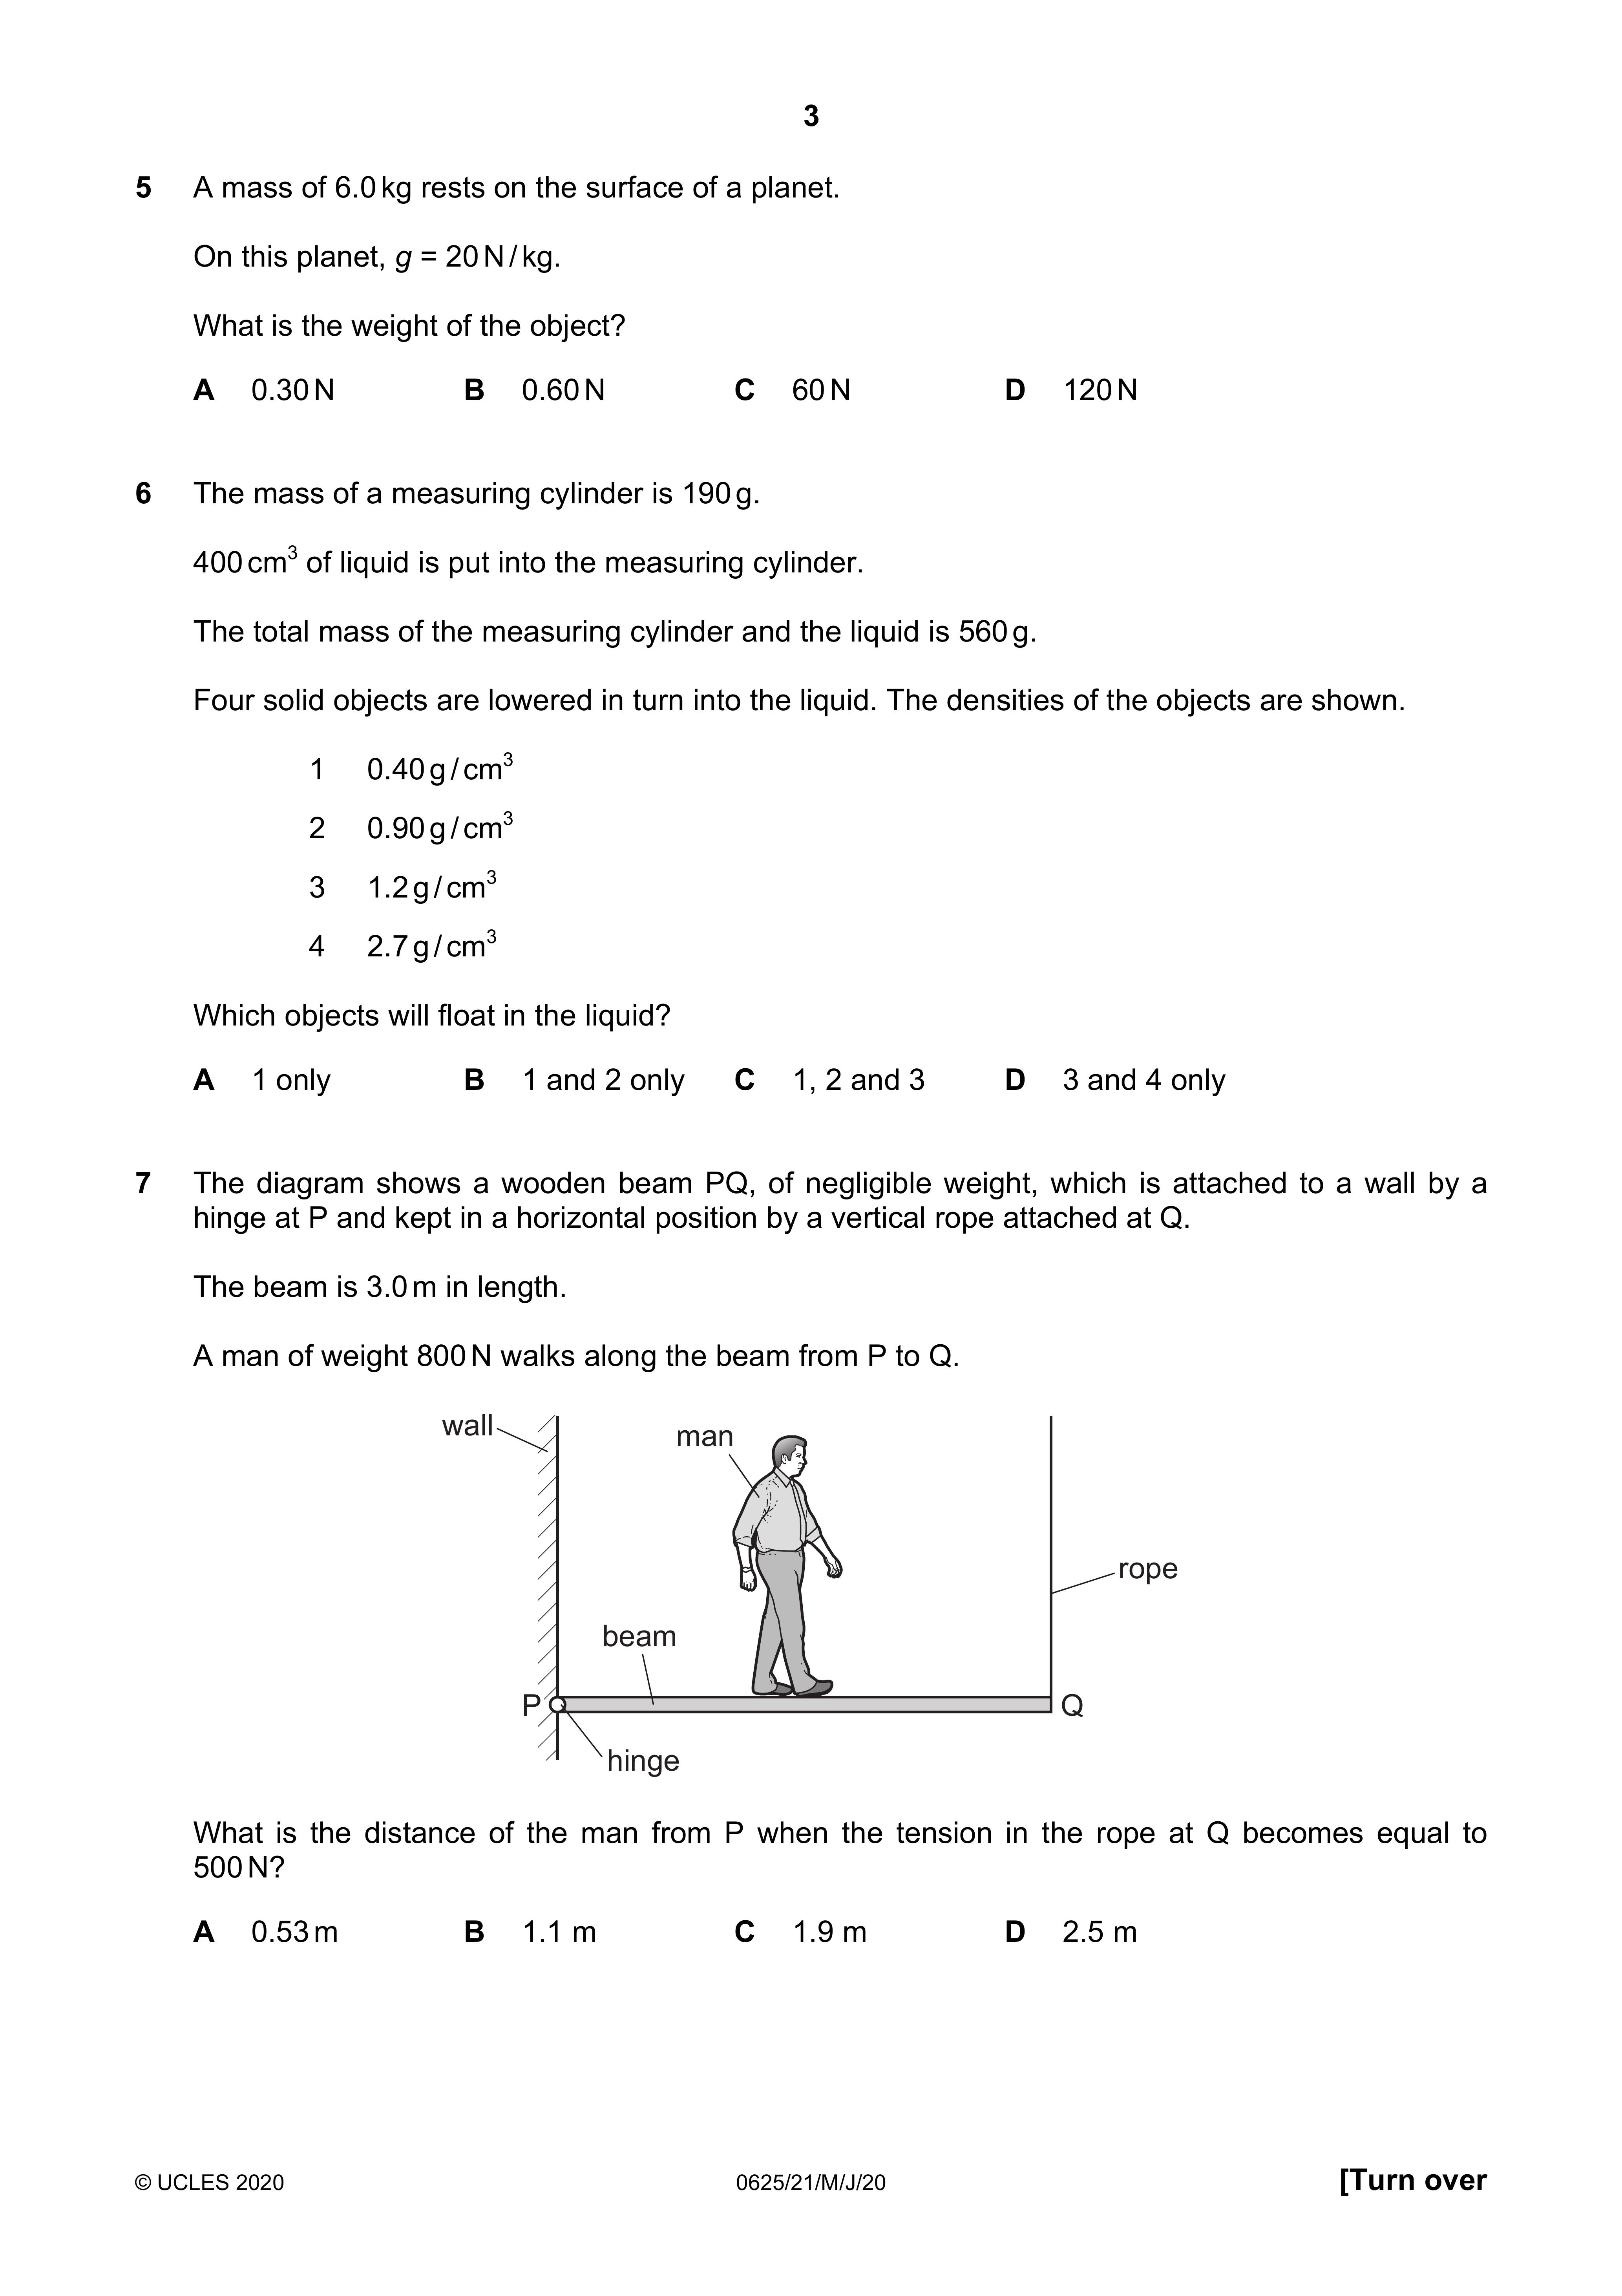 3
5 A mass of 6.0 kg rests on the surface of a planet.
On this planet, g = 20 N / kg.
What is the weight of the object?
A 0.30 N B 0.60 N C 60 N D 120 N
6 The mass of a measuring cylinder is 190 g.
400 cm³ of liquid is put into the measuring cylinder.
The total mass of the measuring cylinder and the liquid is 560 g.
Four solid objects are lowered in turn into the liquid. The densities of the objects are shown.
1 0.40 g / cm³
2 0.90 g / cm³
3 1.2 g / cm³
4 2.7 g / cm³
Which objects will float in the liquid?
A 1 only B 1 and 2 only C 1, 2 and 3 D 3 and 4 only
7 The diagram shows a wooden beam PQ, of negligible weight, which is attached to a wall by a
hinge at P and kept in a horizontal position by a vertical rope attached at Q.
The beam is 3.0 m in length.
A man of weight 800 N walks along the beam from P to Q.
wall
man
rope
beam
P
Q
hinge
What is the distance of the man from P when the tension in the rope at Q becomes equal to
500 N?
A 0.53 m B 1.1 m C 1.9 m D 2.5 m
© UCLES 2020 0625/21/M/J/20 [Turn over